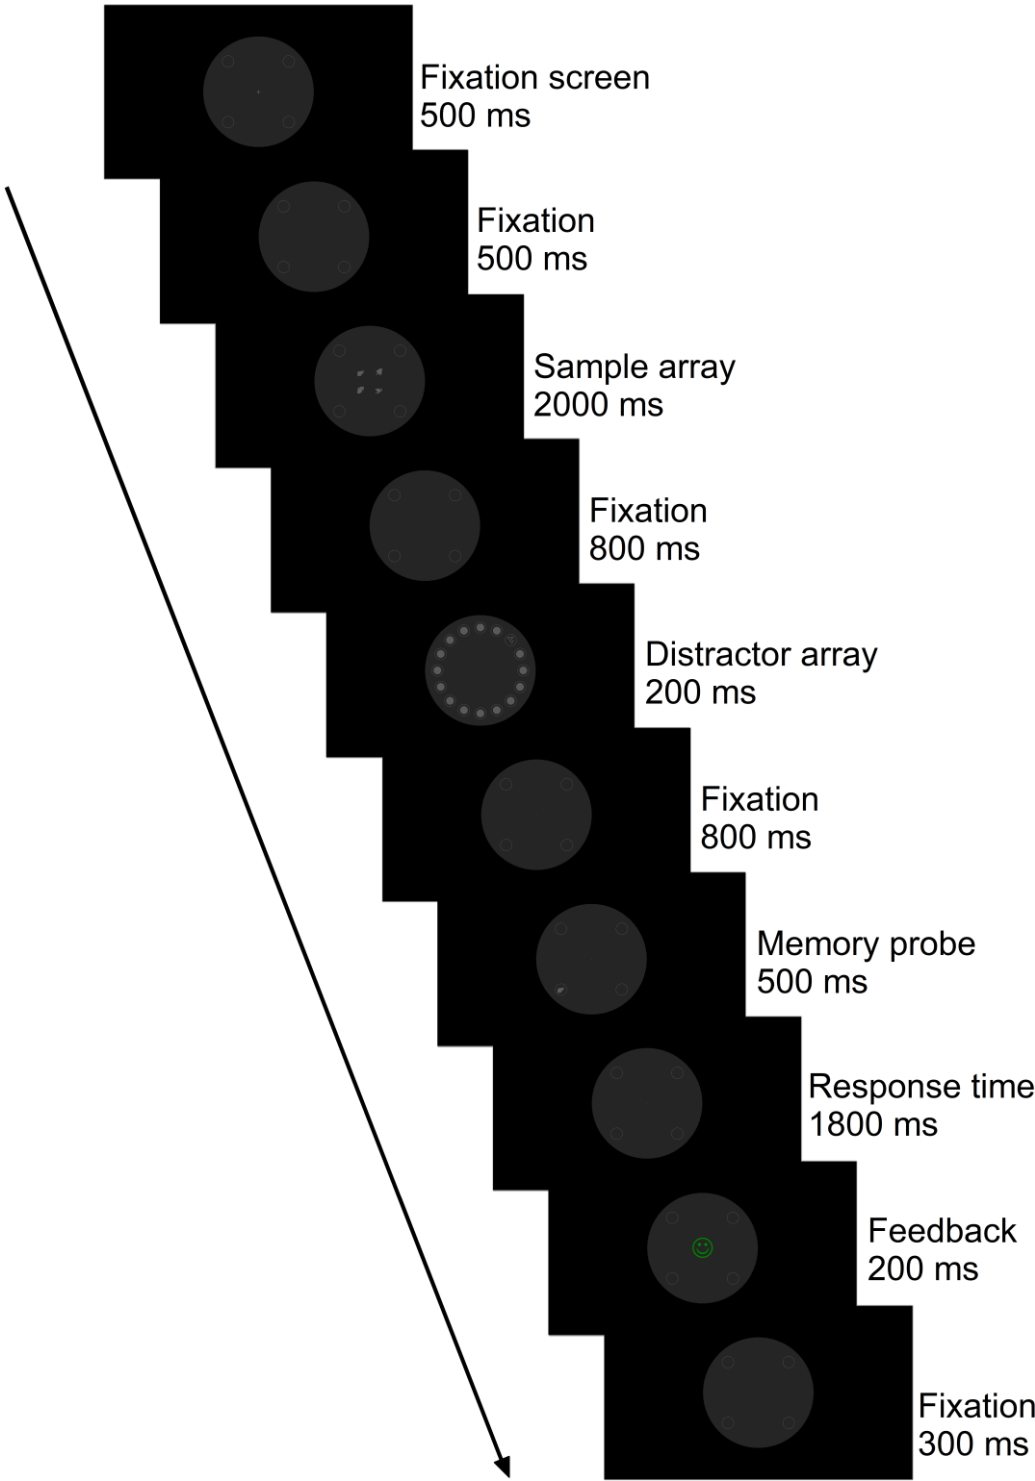 Fixation screen
500 ms
Fixation
500 ms
Sample array
2000 ms
Fixation
800 ms
Distractor array
200 ms
Fixation
800 ms
Memory probe
500 ms
Response time
1800 ms
Feedback
200 ms
Fixation
300 ms